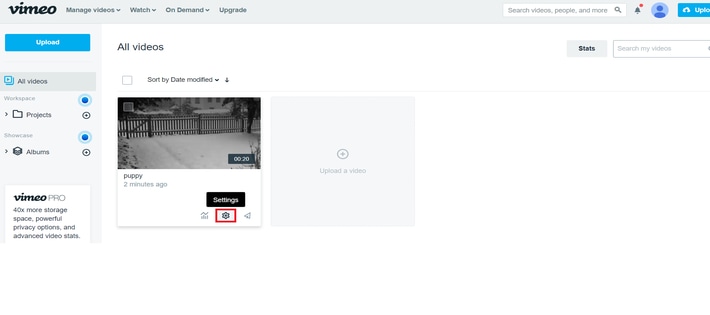 vimeo Manage videos Watch On Demand Upgrade Search videos, people, and more Uplo
Upload
All videos
Stats
Search my videos
All videos
Sort by Date modified
Workspace
Projects
Showcase
Albums
00:20
puppy
2 minutes ago
Settings
Upload a video
vimeo PRO
40x more storage
space, powerful
privacy options, and
advanced video stats.